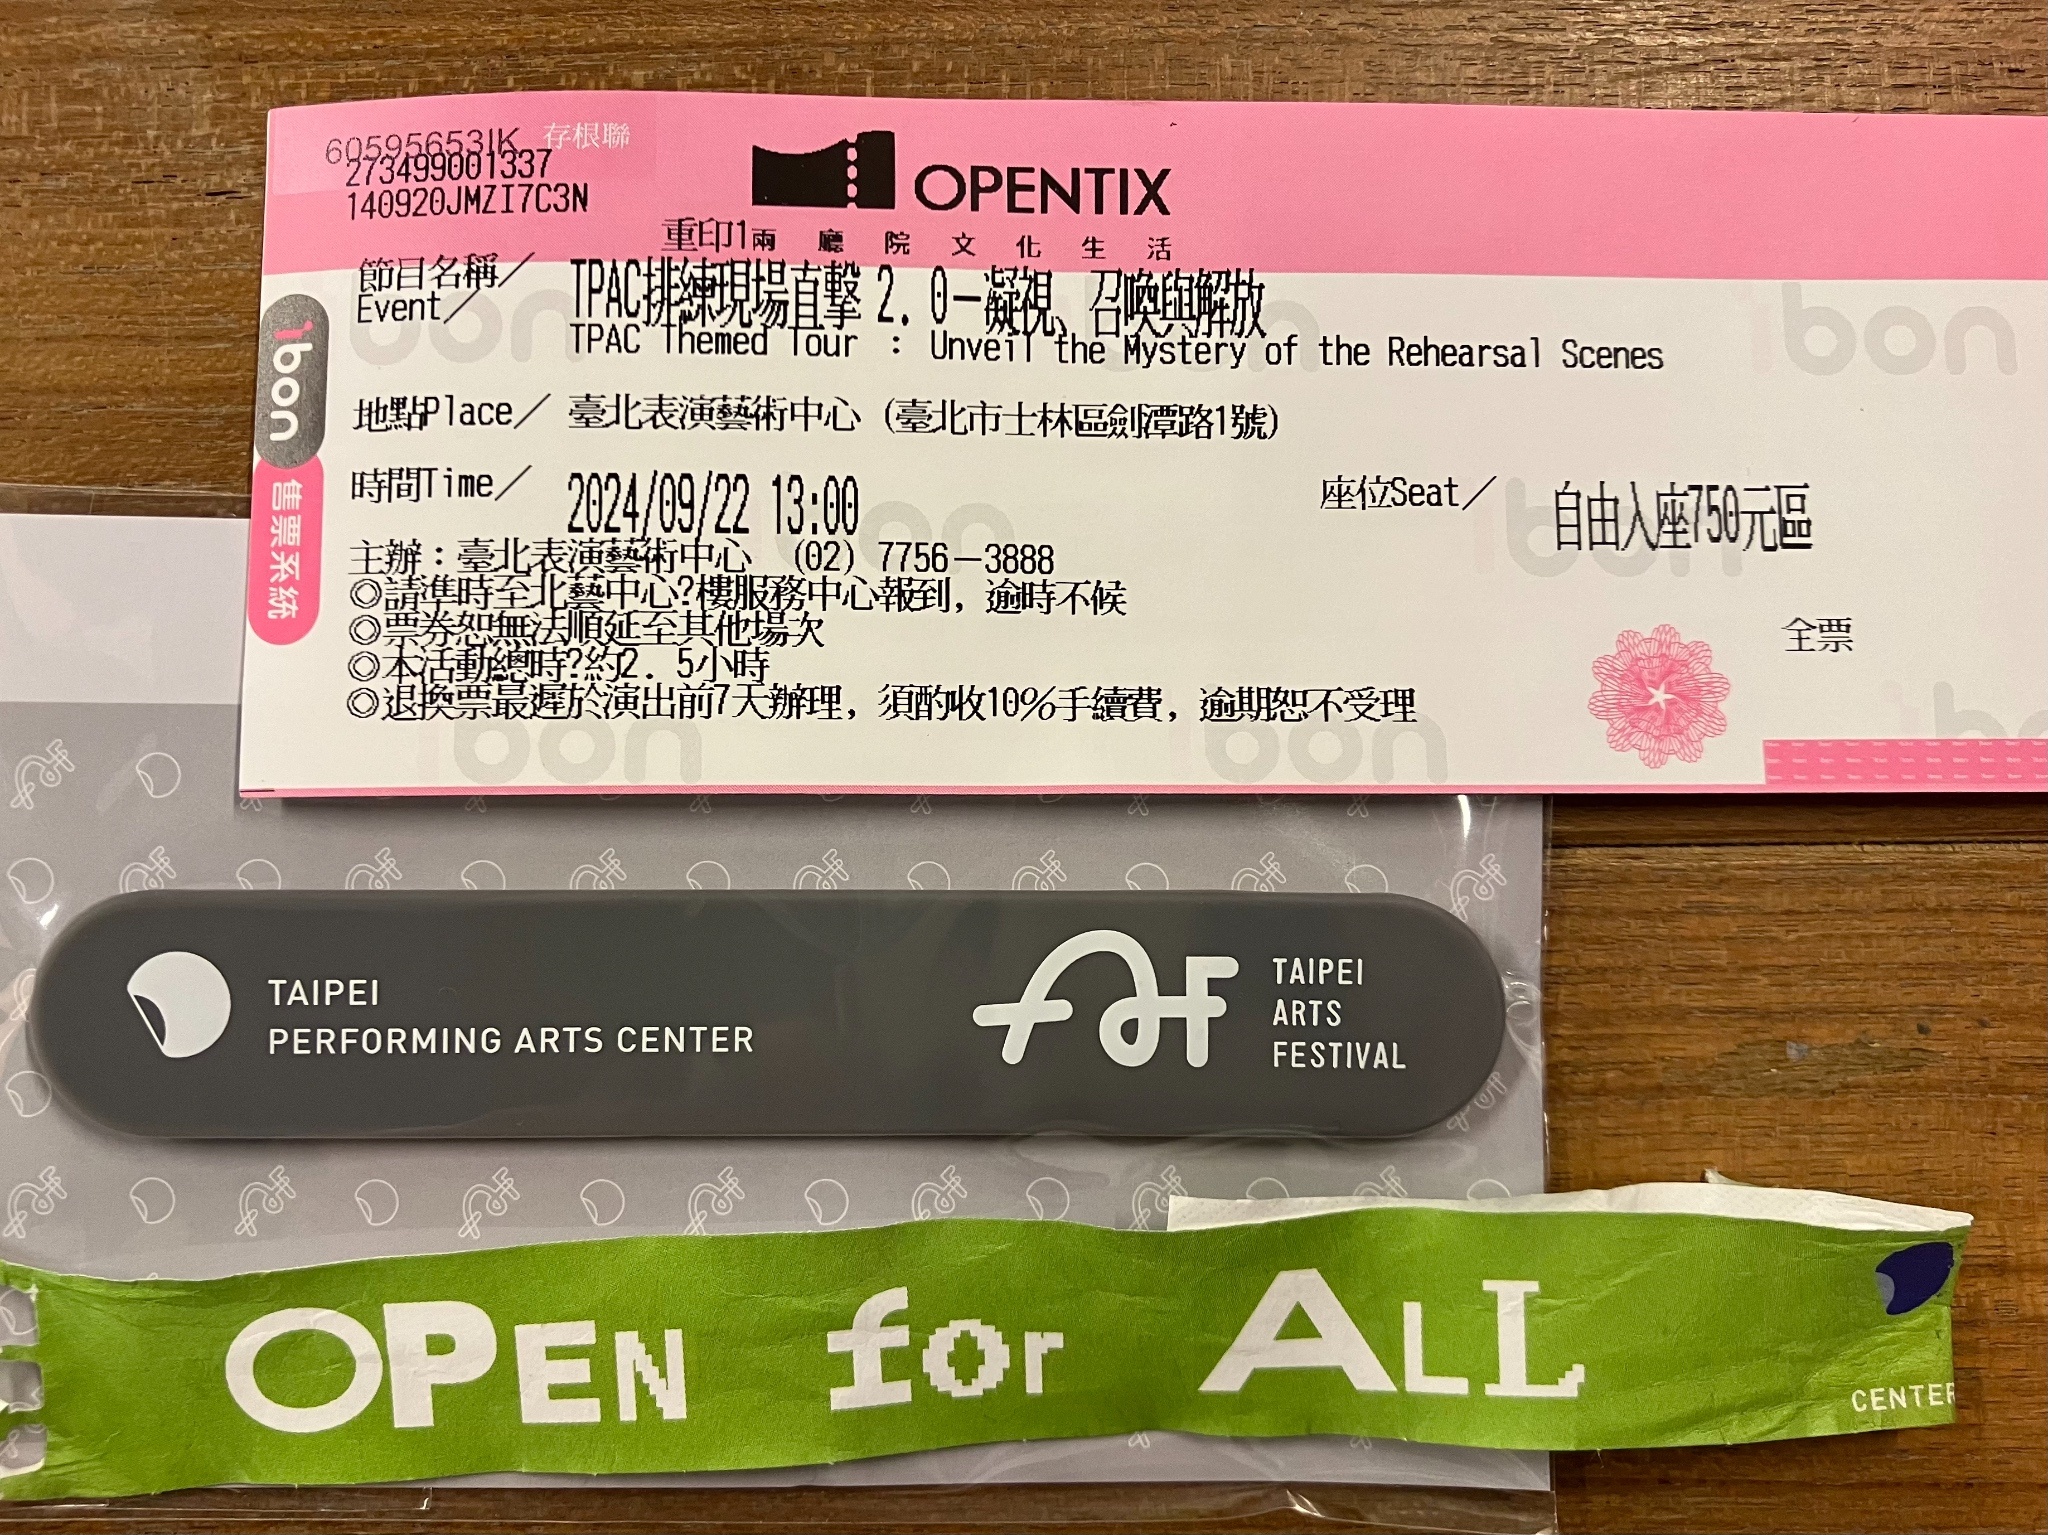 60595653IK 存根聯
273499001337
140920JMZI7C3N
OPENTIX
重印1兩廳院文化生活
節目名稱／ TPAC排練現場直擊 2. 0－凝視、召喚與解放
Event／ TPAC Themed Tour : Unveil the Mystery of the Rehearsal Scenes
地點Place／ 臺北表演藝術中心 (臺北市士林區劍潭路1號)
時間Time／ 2024/09/22 13:00 座位Seat／ 自由入座750元區
主辦：臺北表演藝術中心 (02) 7756－3888
◎請準時至北藝中心?樓服務中心報到，逾時不候
◎票券恕無法順延至其他場次
全票
◎本活動總時?約2. 5小時
◎退換票最遲於演出前7天辦理，須酌收10%手續費，逾期恕不受理
ibon
售票系統
TAIPEI
PERFORMING ARTS CENTER
TAIPEI
ARTS
FESTIVAL
OPEN for ALL
CENTER